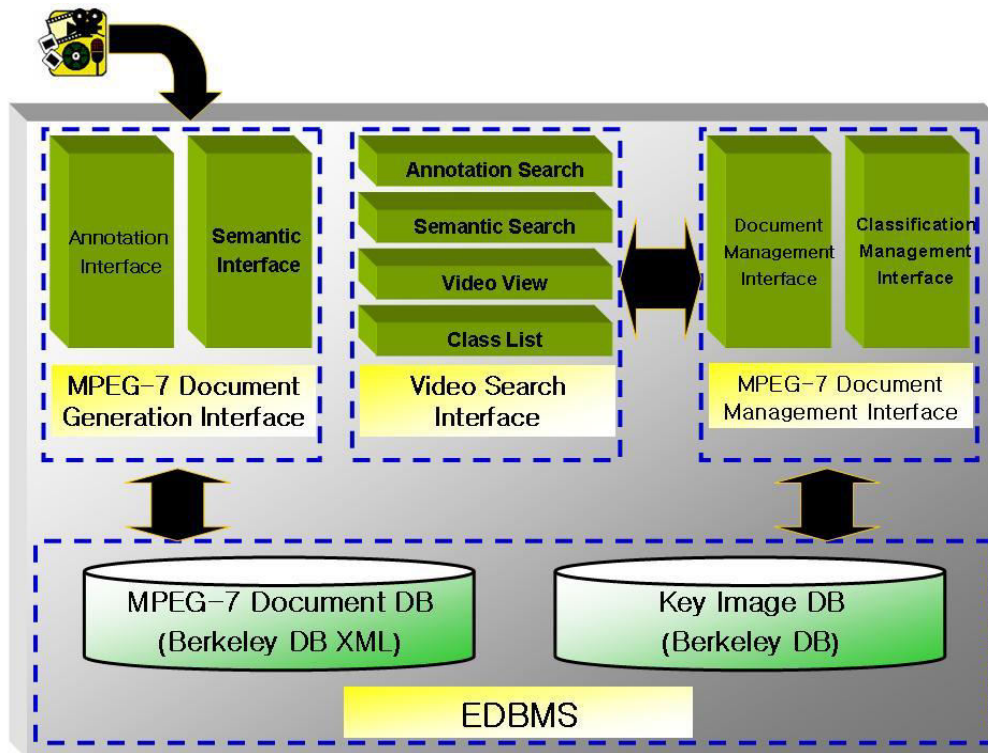 Annotation
Interface
Semantic
Interface
MPEG-7 Document
Generation Interface
Annotation Search
Semantic Search
Video View
Class List
Video Search
Interface
Document
Management
Interface
Classification
Management
Interface
MPEG-7 Document
Management Interface
MPEG-7 Document DB
(Berkeley DB XML)
Key Image DB
(Berkeley DB)
EDBMS